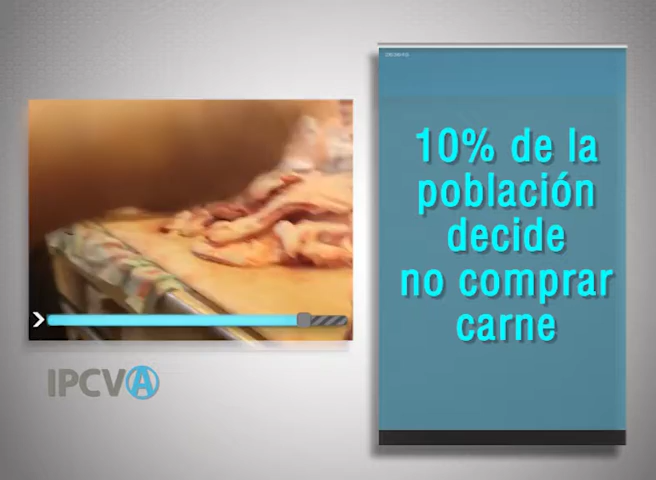 10% de la
población
decide
no comprar
carne
IPCVA